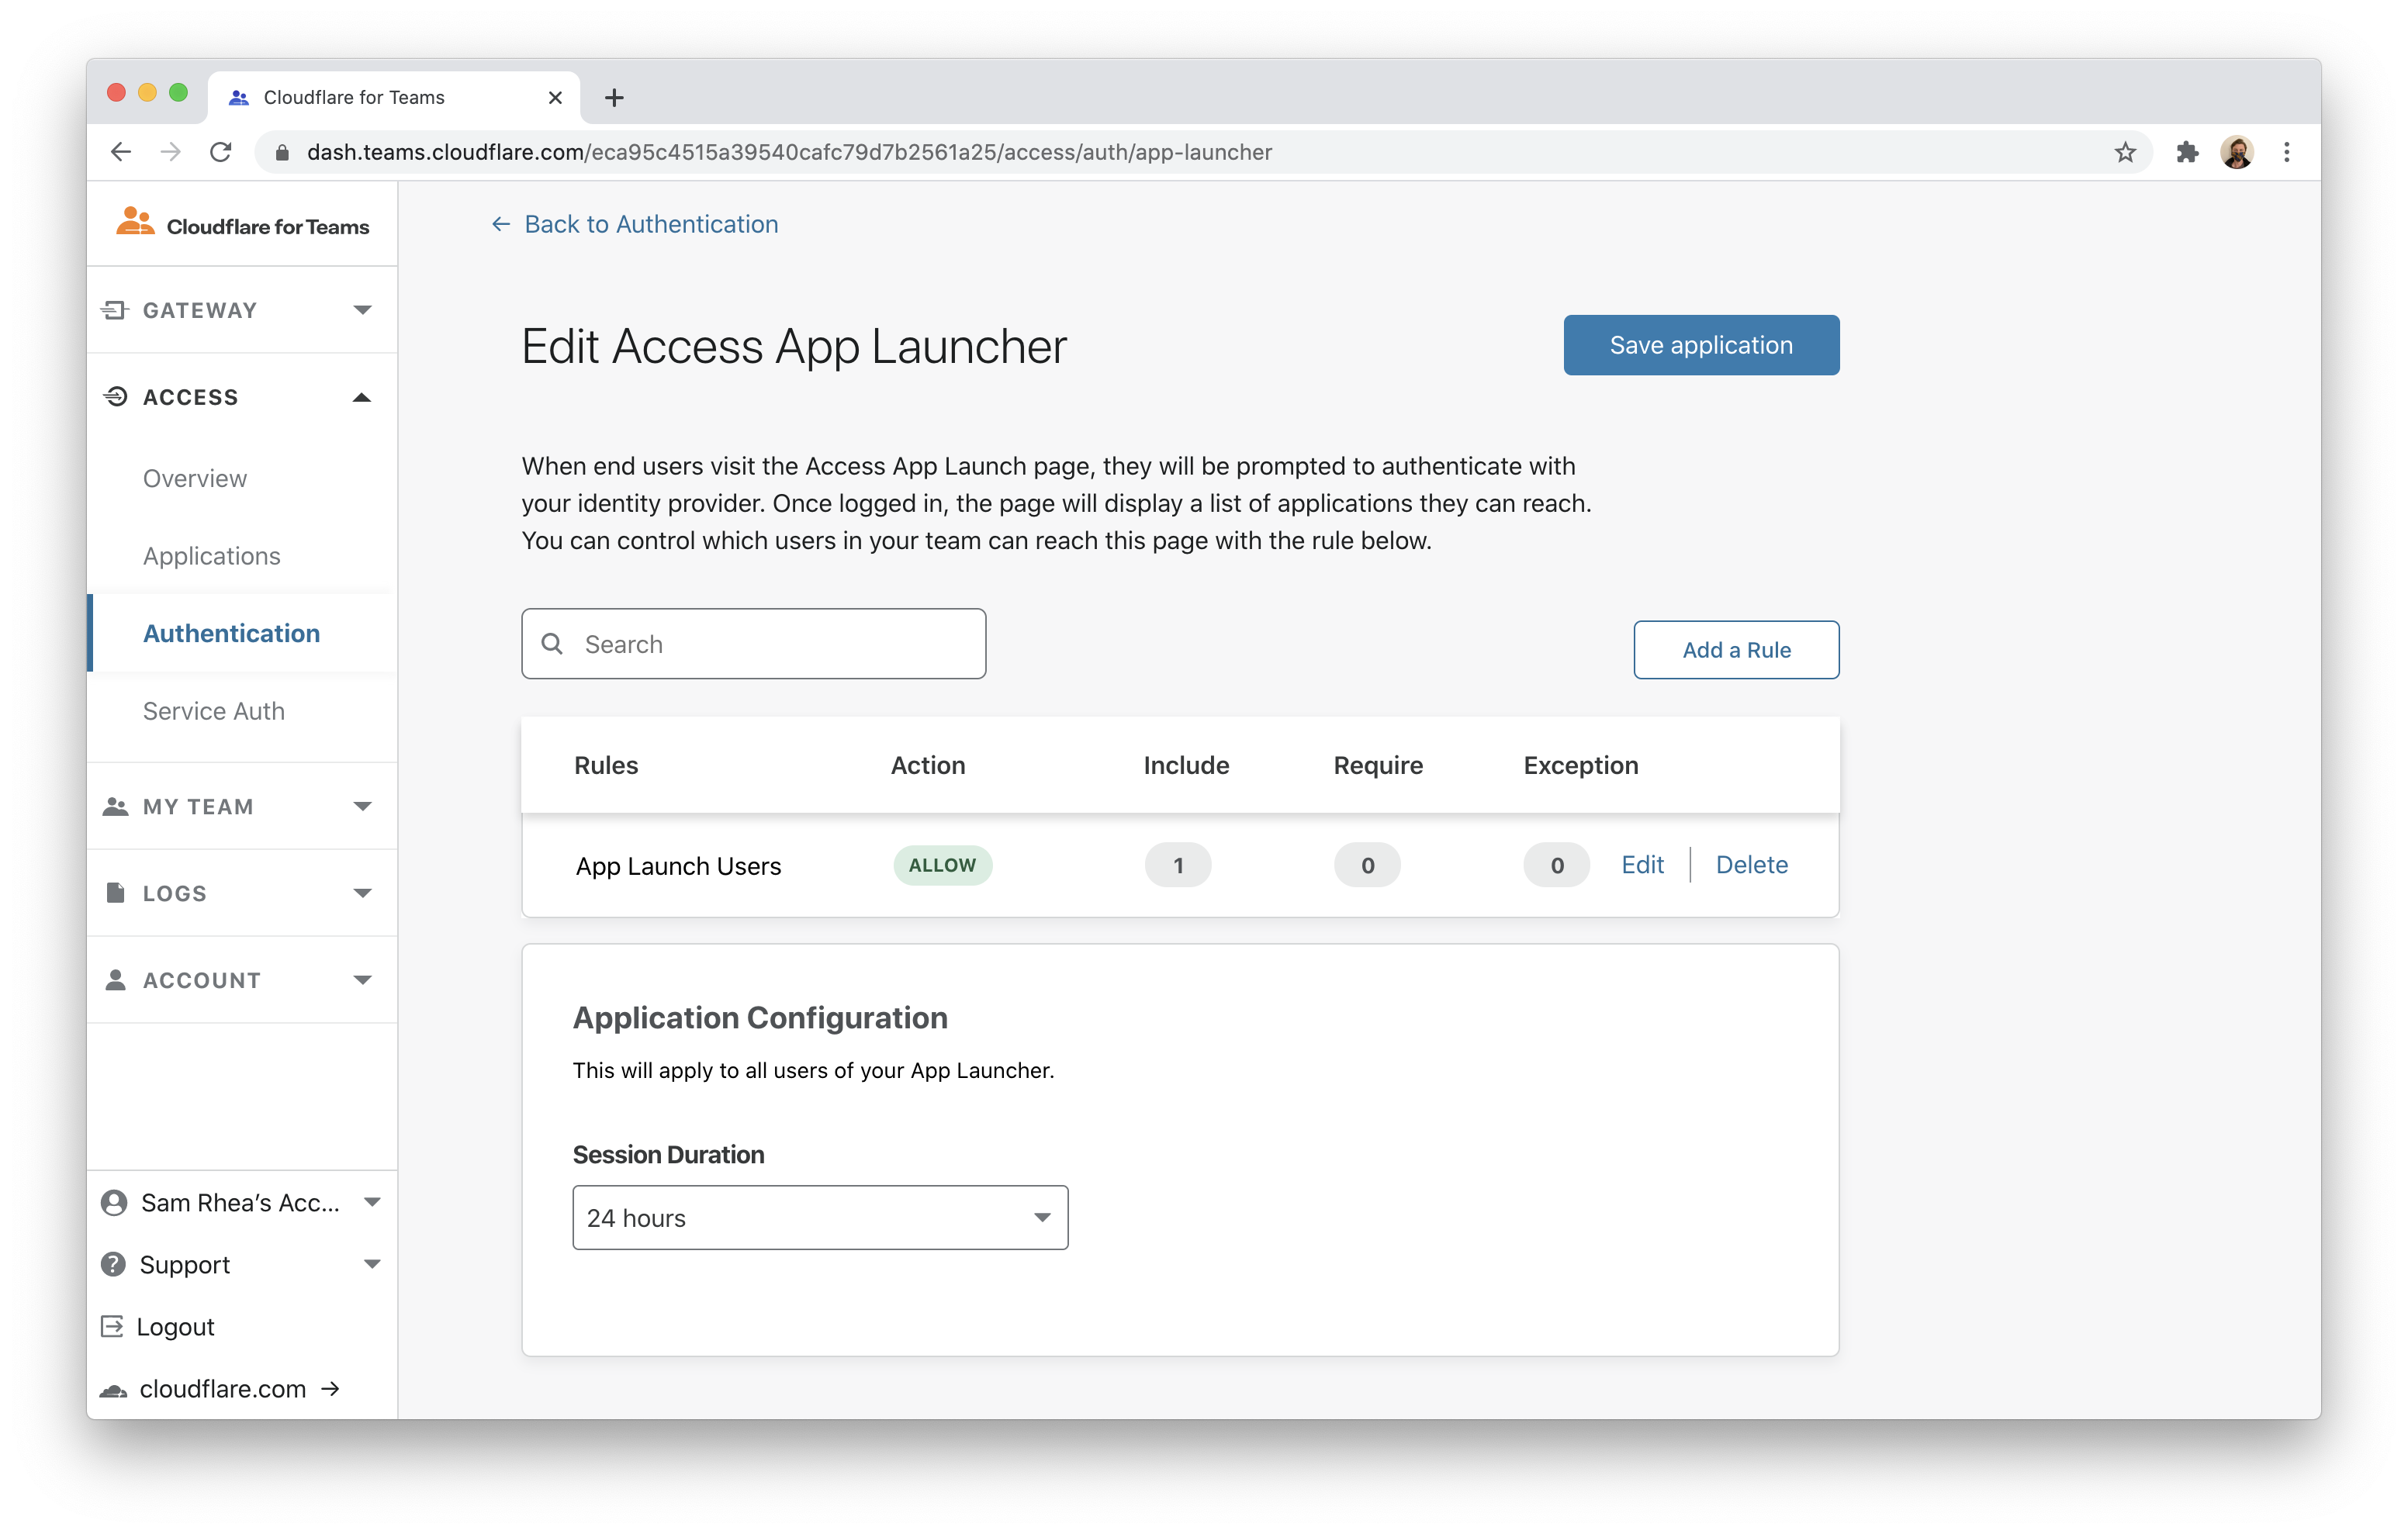 Cloudflare for Teams
dash.teams.cloudflare.com/eca95c4515a39540cafc79d7b2561a25/access/auth/app-launcher
Cloudflare for Teams
GATEWAY
ACCESS
Overview
Applications
Authentication
Service Auth
MY TEAM
LOGS
ACCOUNT
Sam Rhea’s Acc...
Support
Logout
cloudflare.com →
← Back to Authentication
Edit Access App Launcher
Save application
When end users visit the Access App Launch page, they will be prompted to authenticate with
your identity provider. Once logged in, the page will display a list of applications they can reach.
You can control which users in your team can reach this page with the rule below.
Search
Add a Rule
Rules Action Include Require Exception
App Launch Users ALLOW 1 0 0 Edit Delete
Application Configuration
This will apply to all users of your App Launcher.
Session Duration
24 hours